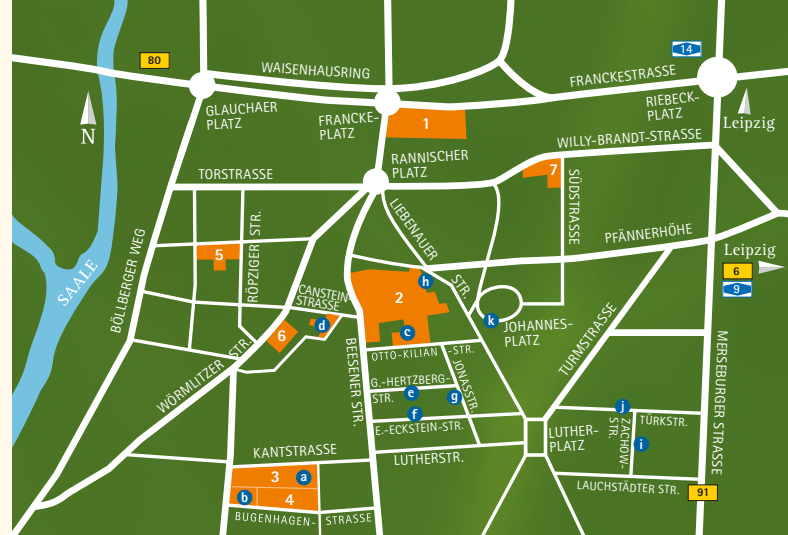 80
WAISENHAUSRING
14
FRANCKESTRASSE
GLAUCHAER
PLATZ
FRANCKE-
PLATZ
1
RIEBECK-
PLATZ
Leipzig
N
WILLY-BRANDT-STRASSE
RANNISCHER
PLATZ
TORSTRASSE
7
SÜDSTRASSE
LIEBENAUER
STR.
PFÄNNERHÖHE
Leipzig
6
9
SAALE
BÖLLBERGER WEG
5
RÖPZIGER STR.
CANSTEIN-
STRASSE
2
h
c
d
6
k
JOHANNES-
PLATZ
TURMSTRASSE
WÖRMLITZER STR.
BEESENER STR.
OTTO-KILIAN-STR.
G.-HERTZBERG-
STR.
e
g
JONASSTR.
f
E.-ECKSTEIN-STR.
LUTHERSTR.
LUTHER-
PLATZ
j
ZACHOW-
STR.
TÜRKSTR.
i
MERSEBURGER STRASSE
LAUCHSTÄDTER STR.
91
KANTSTRASSE
3
a
b
4
BUGENHAGEN-STRASSE